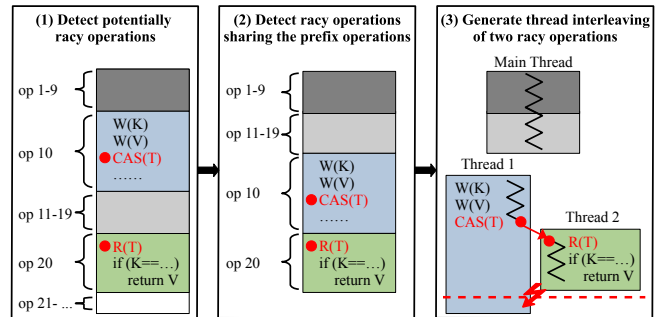 (1) Detect potentially
racy operations
op 1-9
op 10
W(K)
W(V)
CAS(T)
......
op 11-19
op 20
R(T)
if (K==...)
return V
op 21- ...
(2) Detect racy operations
sharing the prefix operations
op 1-9
op 11-19
op 10
W(K)
W(V)
CAS(T)
......
op 20
R(T)
if (K==...)
return V
(3) Generate thread interleaving
of two racy operations
Main Thread
Thread 1
W(K)
W(V)
CAS(T)
Thread 2
R(T)
if (K==...)
return V